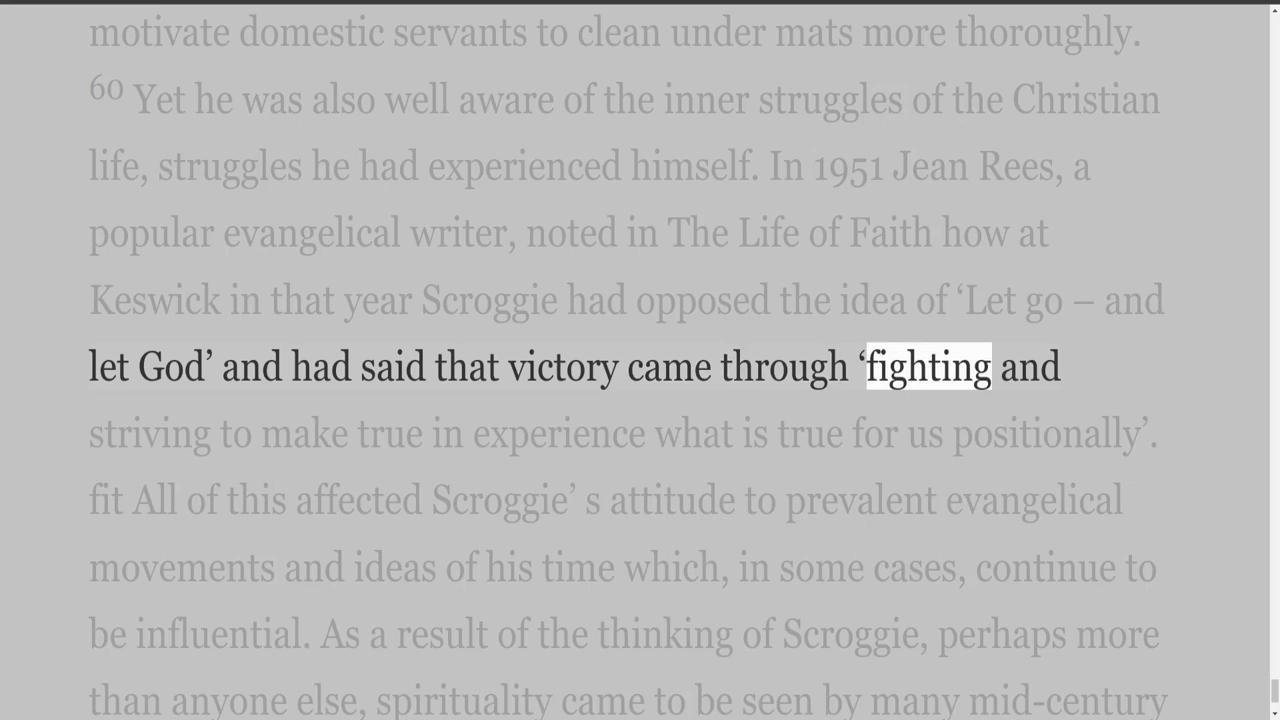 motivate domestic servants to clean under mats more thoroughly.
60 Yet he was also well aware of the inner struggles of the Christian
life, struggles he had experienced himself. In 1951 Jean Rees, a
popular evangelical writer, noted in The Life of Faith how at
Keswick in that year Scroggie had opposed the idea of ‘Let go – and
let God’ and had said that victory came through ‘fighting and
striving to make true in experience what is true for us positionally’.
fit All of this affected Scroggie’ s attitude to prevalent evangelical
movements and ideas of his time which, in some cases, continue to
be influential. As a result of the thinking of Scroggie, perhaps more
than anyone else, spirituality came to be seen by many mid-century